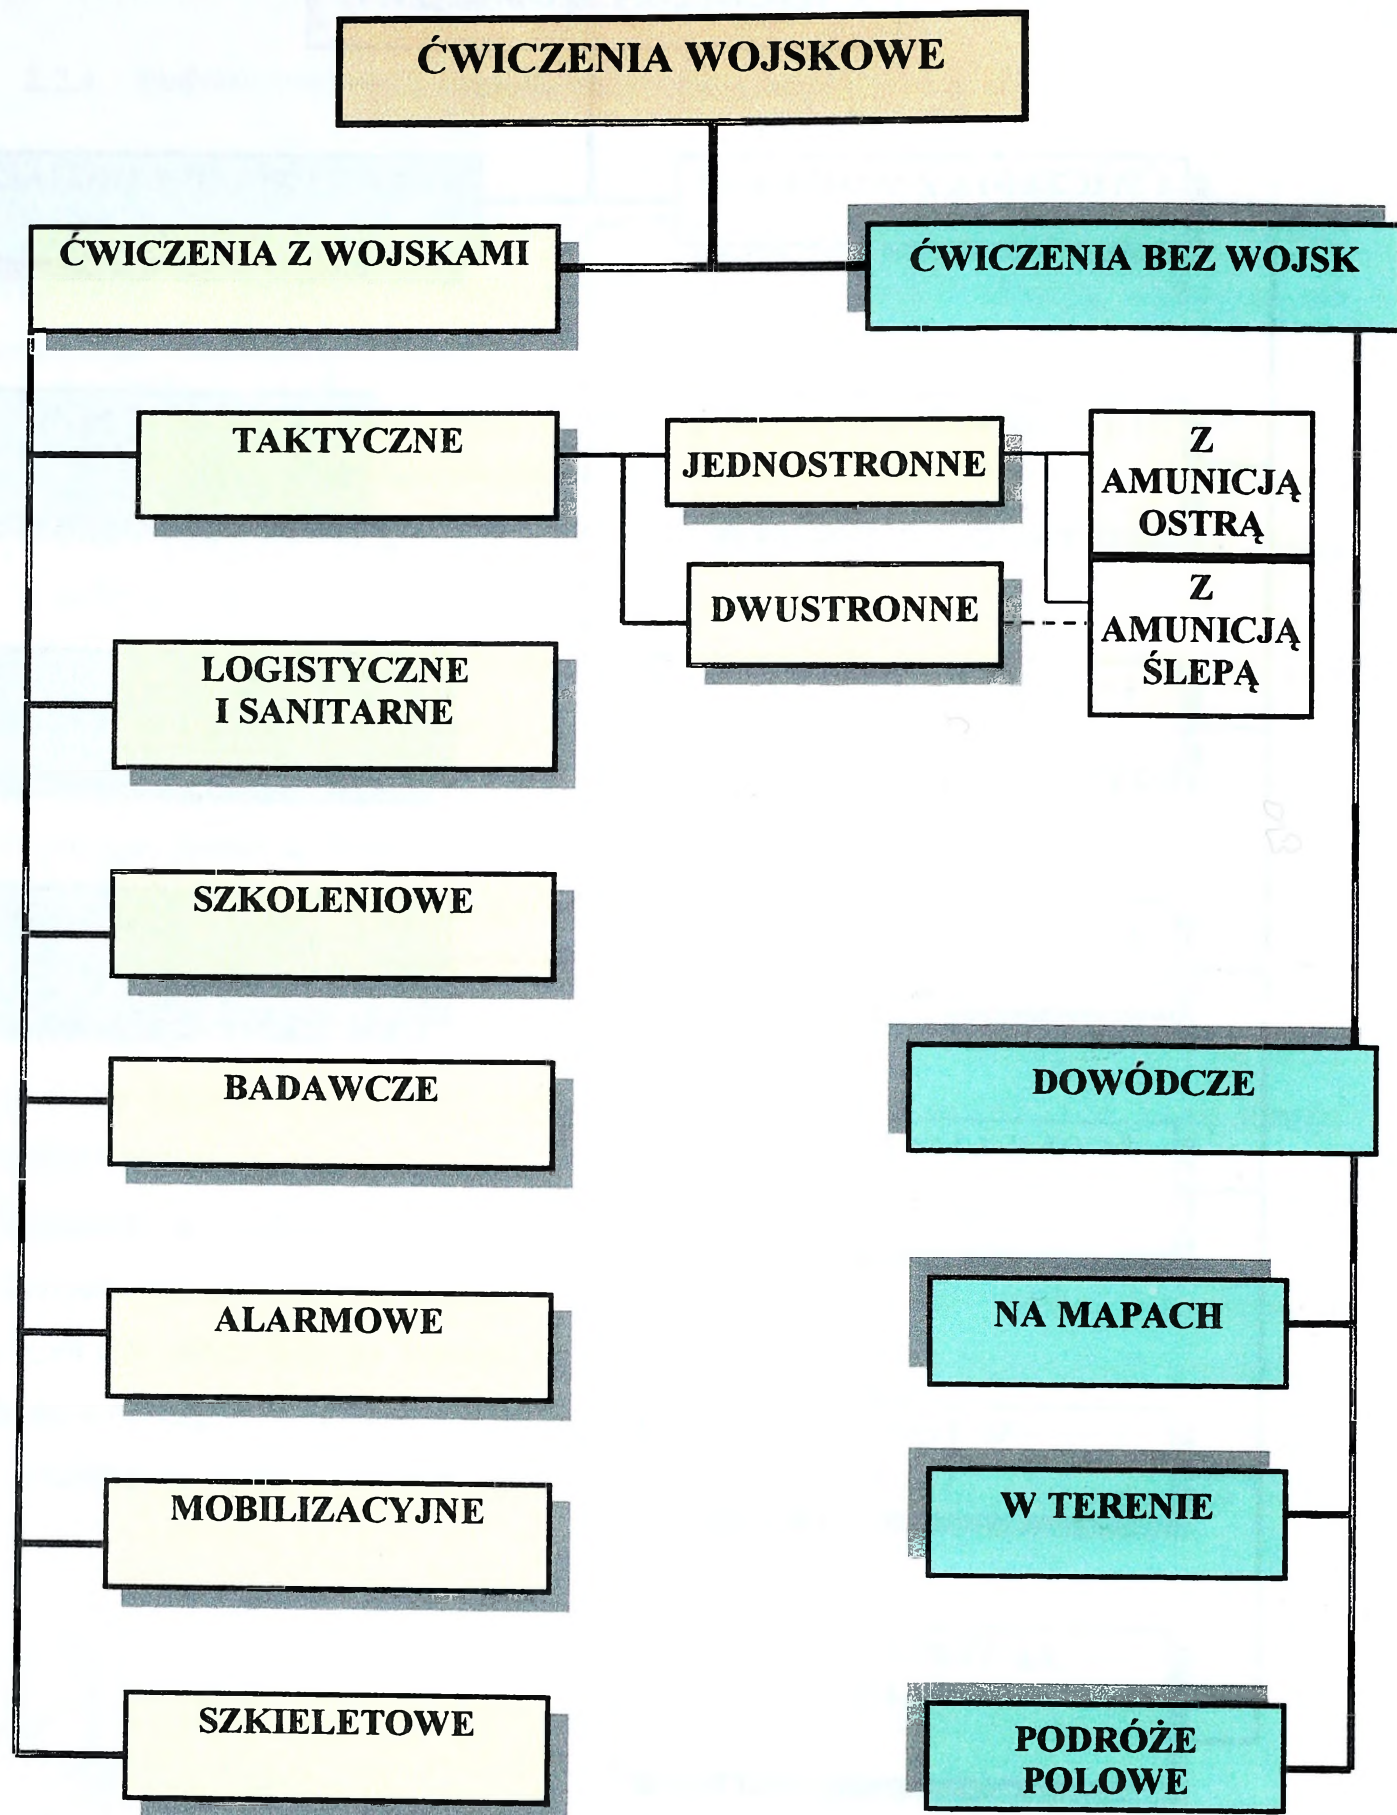 ĆWICZENIA WOJSKOWE
ĆWICZENIA Z WOJSKAMI
ĆWICZENIA BEZ WOJSK
TAKTYCZNE
JEDNOSTRONNE
Z
AMUNICJĄ
OSTRĄ
DWUSTRONNE
Z
AMUNICJĄ
ŚLEPĄ
LOGISTYCZNE
I SANITARNE
SZKOLENIOWE
BADAWCZE
ALARMOWE
MOBILIZACYJNE
SZKIELETOWE
DOWÓDCZE
NA MAPACH
W TERENIE
PODRÓŻE
POLOWE